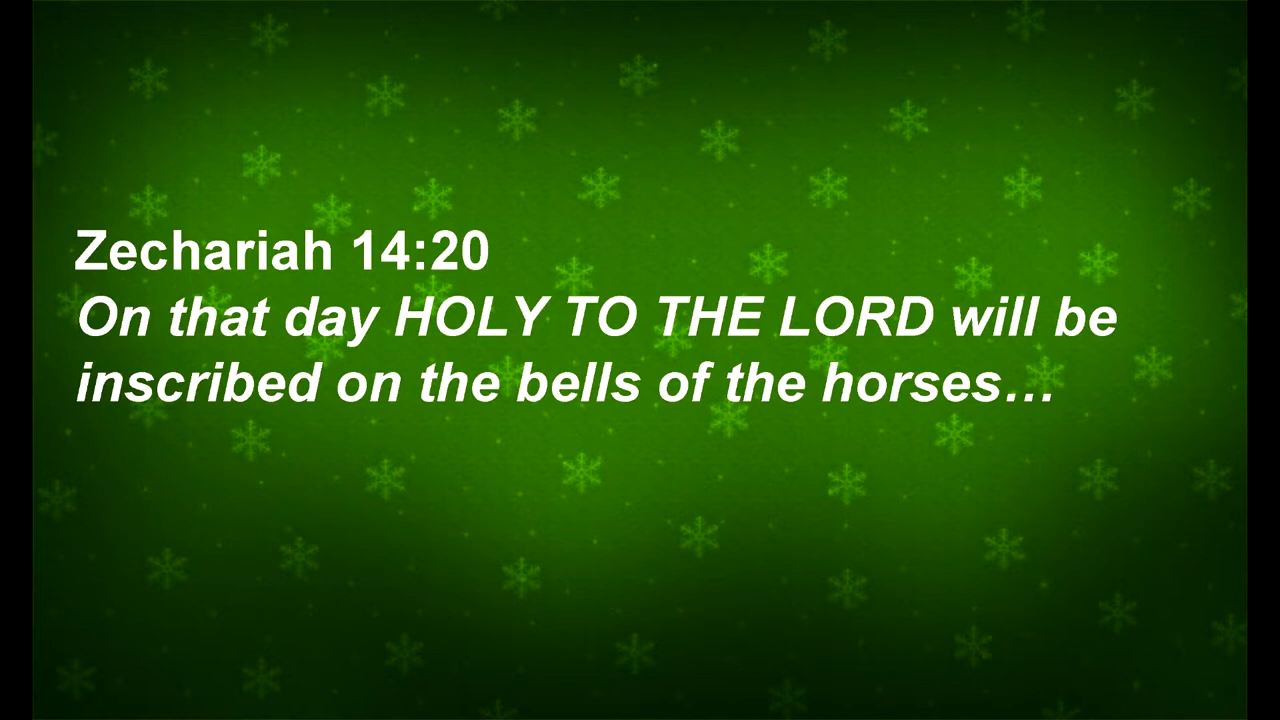 Zechariah 14:20
On that day HOLY TO THE LORD will be
inscribed on the bells of the horses…